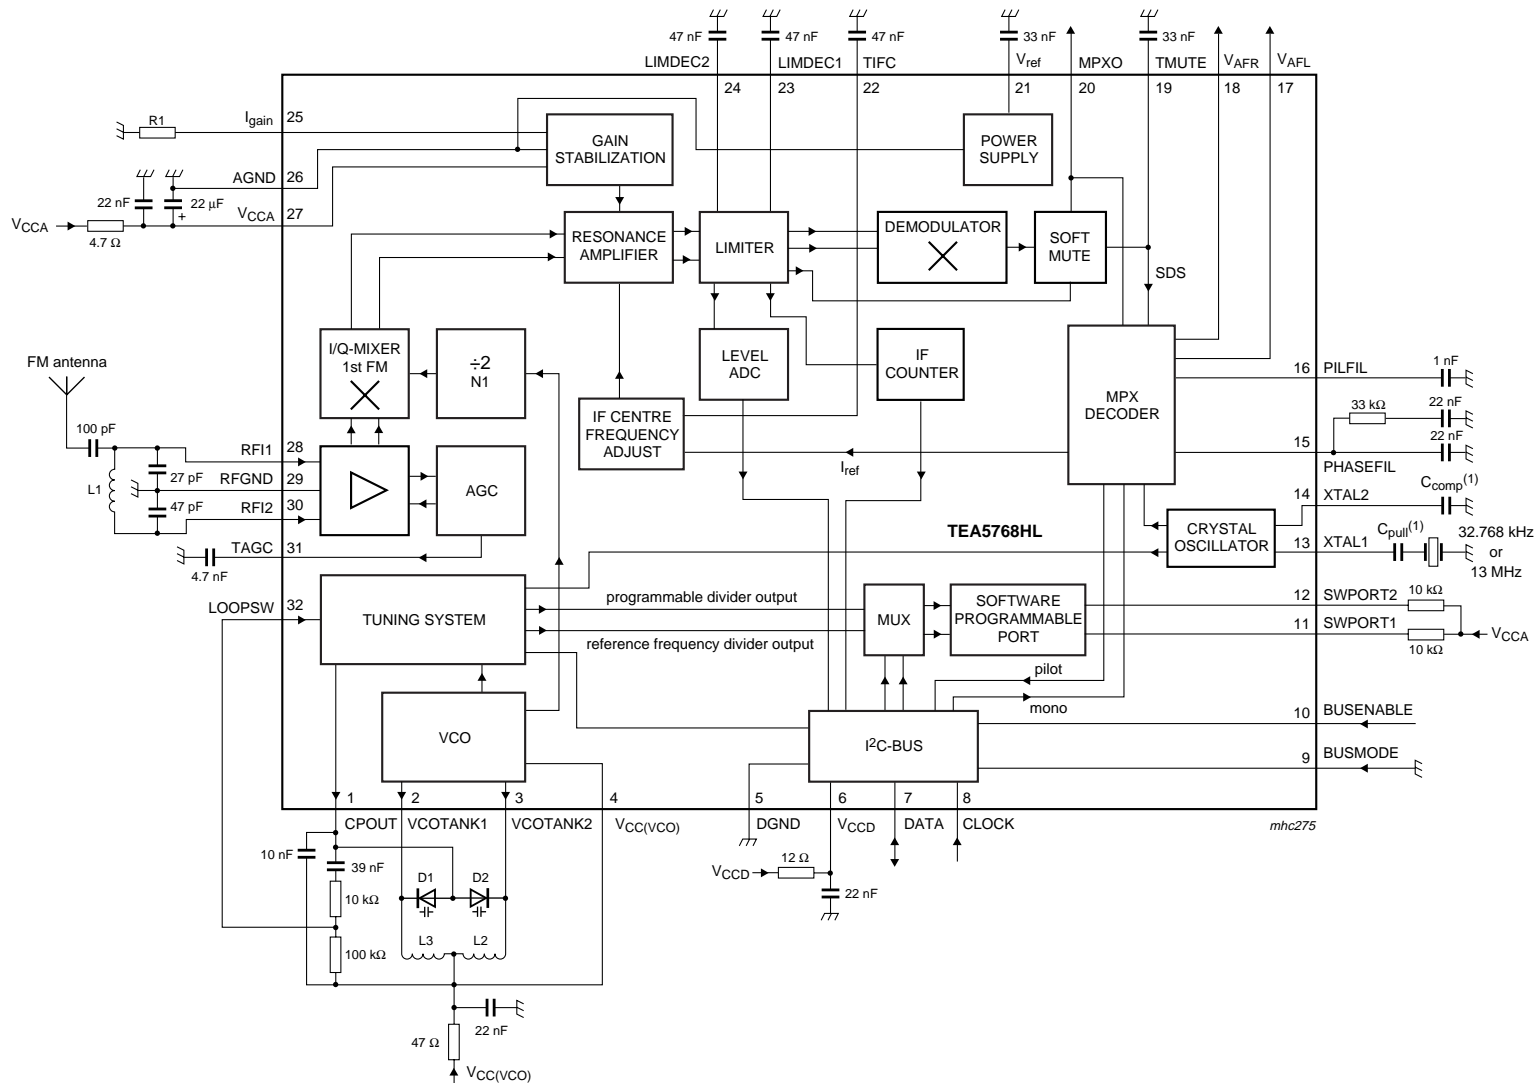 47 nF 47 nF 47 nF 33 nF 33 nF
LIMDEC2 LIMDEC1 TIFC Vref MPXO TMUTE VAFR VAFL
24 23 22 21 20 19 18 17
R1 Igain 25
GAIN
STABILIZATION
POWER
SUPPLY
AGND 26
22 nF 22 μF
+
VCCA 27
VCCA
4.7 Ω
RESONANCE
AMPLIFIER
LIMITER
DEMODULATOR
SOFT
MUTE
SDS
I/Q-MIXER
1st FM
÷2
N1
LEVEL
ADC
IF
COUNTER
MPX
DECODER
FM antenna
100 pF
L1
27 pF
47 pF
RFI1 28
RFGND 29
RFI2 30
TAGC 31
4.7 nF
AGC
IF CENTRE
FREQUENCY
ADJUST
Iref
16 PILFIL 1 nF
33 kΩ 22 nF
22 nF
15
PHASEFIL
14 XTAL2 Ccomp(1)
13 XTAL1 Cpull(1)
32.768 kHz
or
13 MHz
TEA5768HL
CRYSTAL
OSCILLATOR
LOOPSW 32
TUNING SYSTEM
programmable divider output
reference frequency divider output
MUX
SOFTWARE
PROGRAMMABLE
PORT
12 SWPORT2 10 kΩ
11 SWPORT1 10 kΩ
VCCA
pilot
mono
VCO
I2C-BUS
10 BUSENABLE
9 BUSMODE
1 2 3 4 5 6 7 8
CPOUT VCOTANK1 VCOTANK2 VCC(VCO) DGND VCCD DATA CLOCK
mhc275
10 nF
39 nF
10 kΩ
100 kΩ
D1 D2
L3 L2
VCCD 12 Ω
22 nF
22 nF
47 Ω
VCC(VCO)